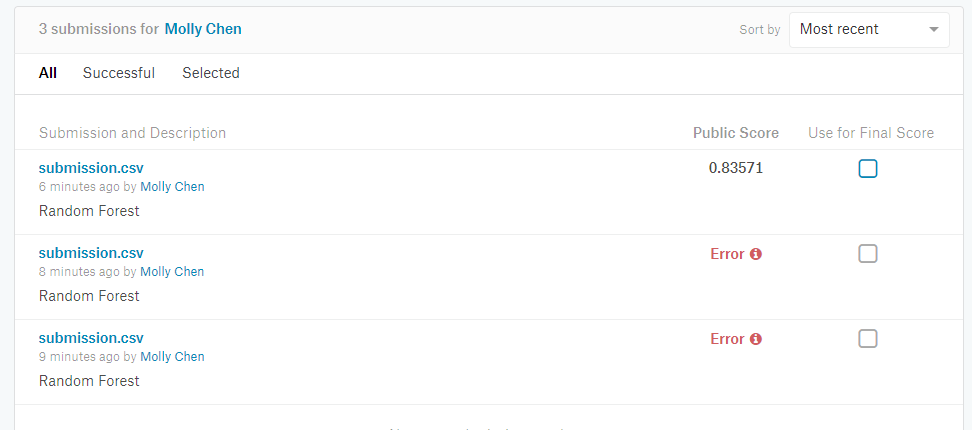 3 submissions for Molly Chen
Sort by Most recent
All Successful Selected
Submission and Description Public Score Use for Final Score
submission.csv 0.83571
6 minutes ago by Molly Chen
Random Forest
submission.csv Error
8 minutes ago by Molly Chen
Random Forest
submission.csv Error
9 minutes ago by Molly Chen
Random Forest